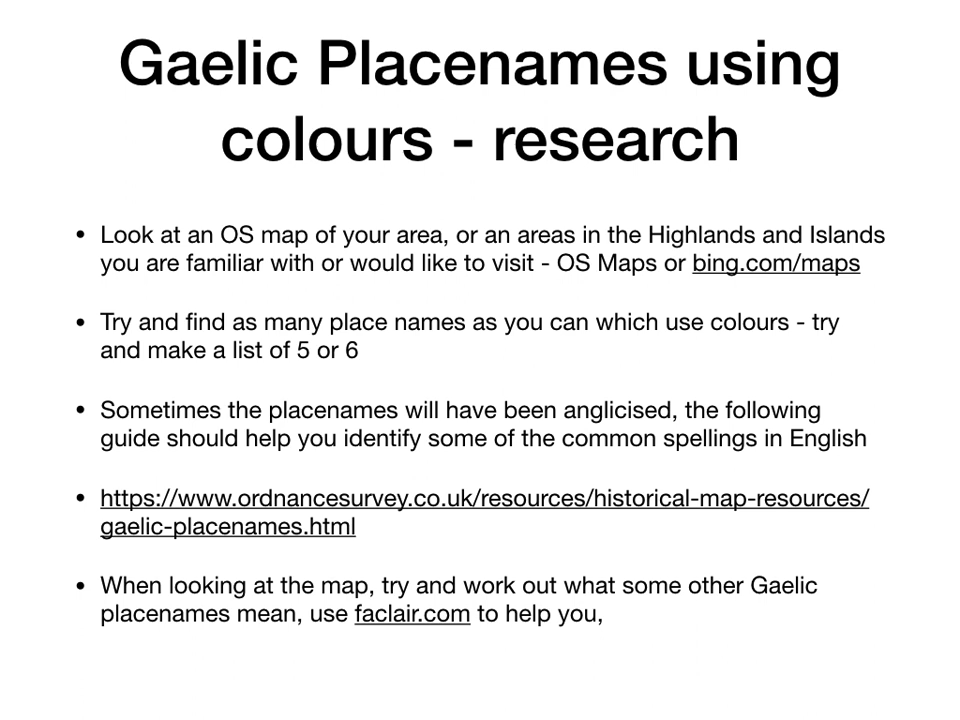 Gaelic Placenames using
colours - research
• Look at an OS map of your area, or an areas in the Highlands and Islands
you are familiar with or would like to visit - OS Maps or bing.com/maps
• Try and find as many place names as you can which use colours - try
and make a list of 5 or 6
• Sometimes the placenames will have been anglicised, the following
guide should help you identify some of the common spellings in English
• https://www.ordnancesurvey.co.uk/resources/historical-map-resources/
gaelic-placenames.html
• When looking at the map, try and work out what some other Gaelic
placenames mean, use faclair.com to help you,